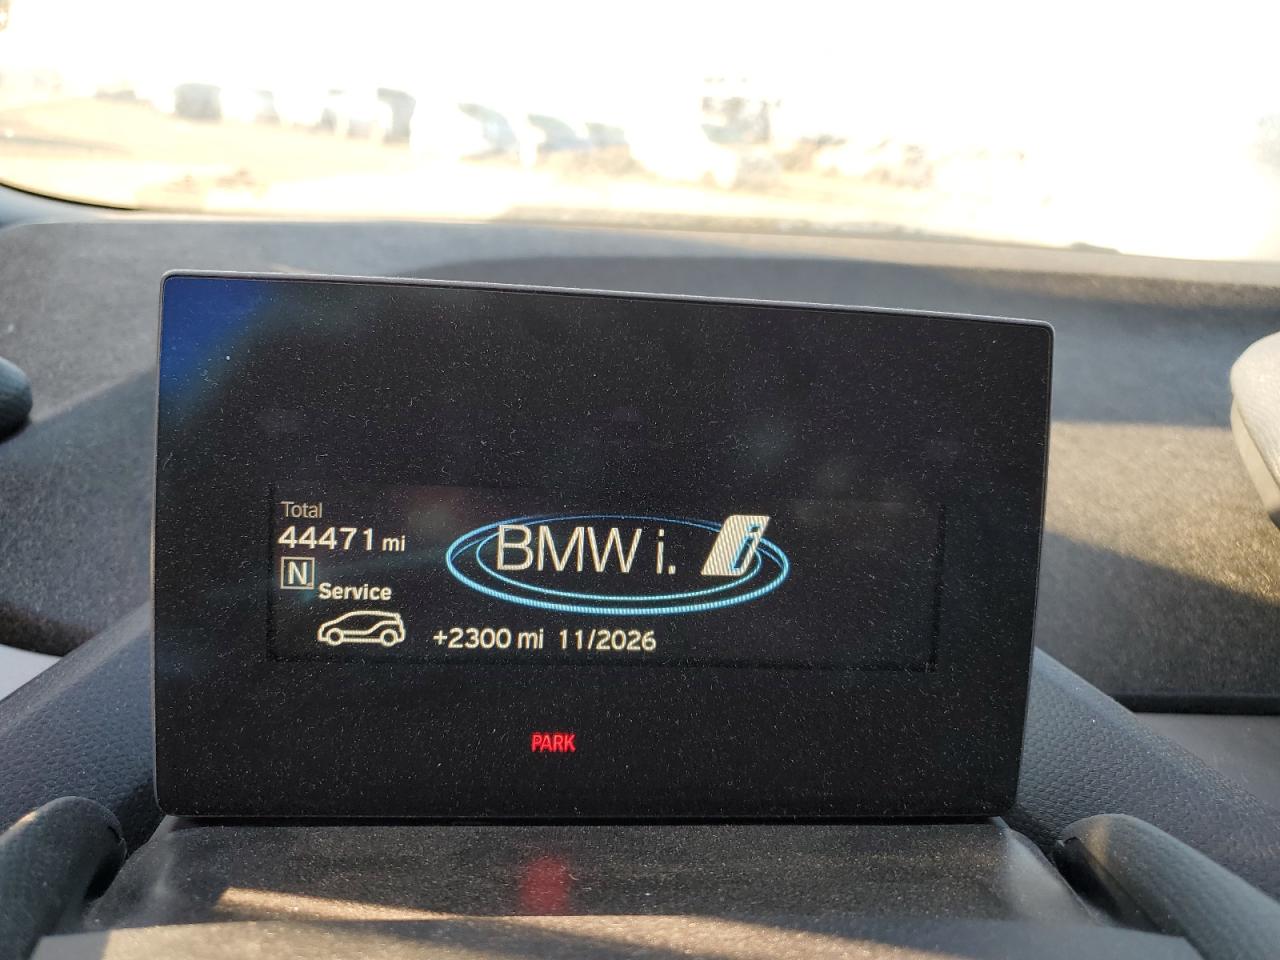 Total
44471 mi
BMW i. i
N
Service
+2300 mi 11/2026
PARK